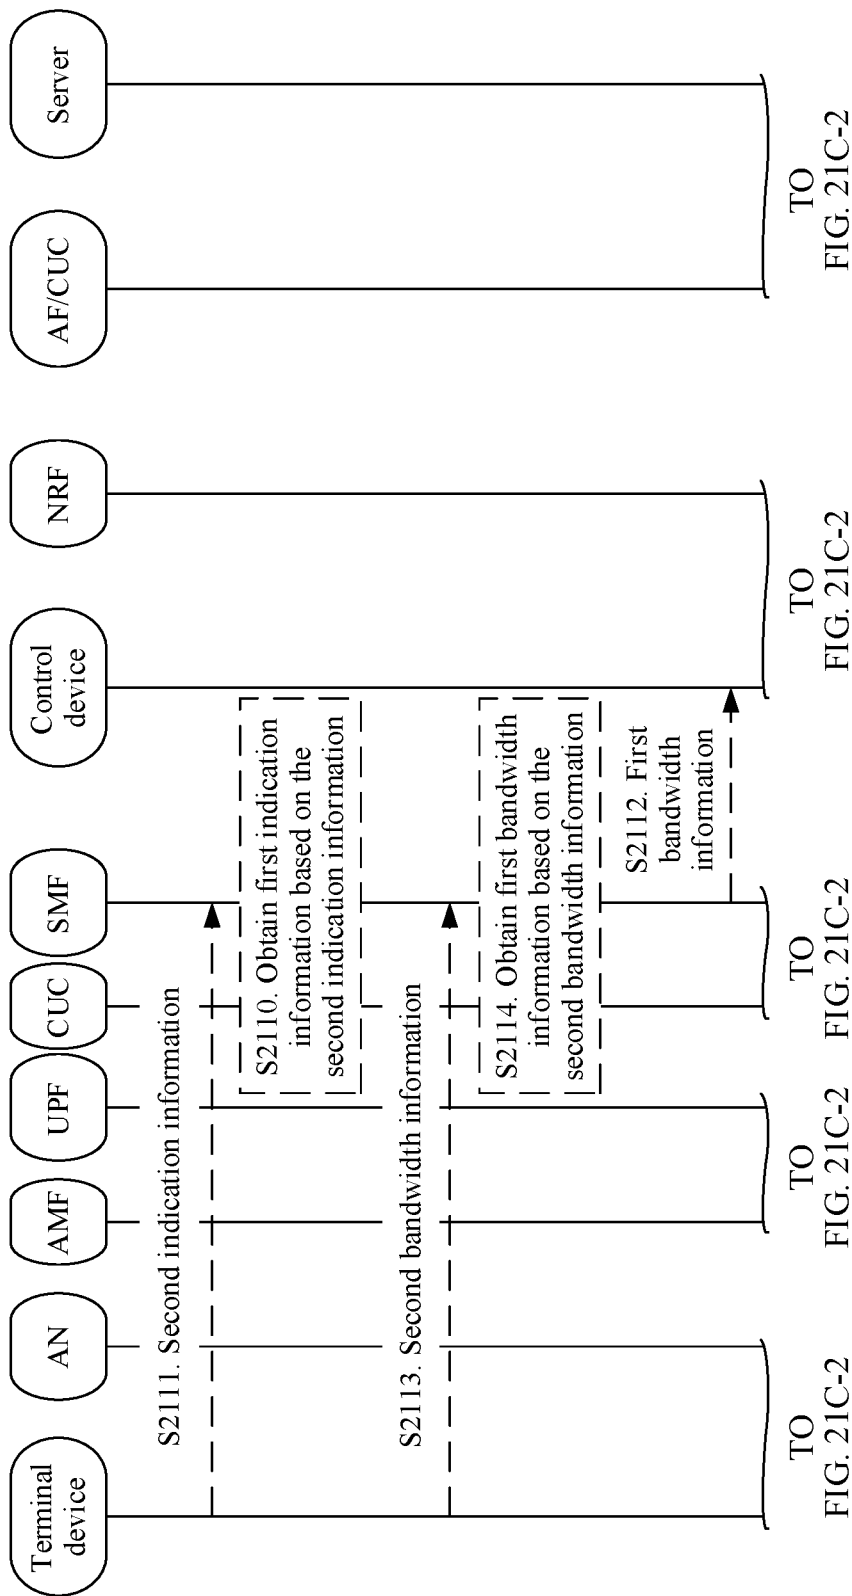 Terminal
device
AN
AMF
UPF
CUC
SMF
Control
device
NRF
AF/CUC
Server
S2111. Second indication information
S2110. Obtain first indication
information based on the
second indication information
S2113. Second bandwidth information
S2114. Obtain first bandwidth
information based on the
second bandwidth information
S2112. First
bandwidth
information
TO
FIG. 21C-2
TO
FIG. 21C-2
TO
FIG. 21C-2
TO
FIG. 21C-2
TO
FIG. 21C-2